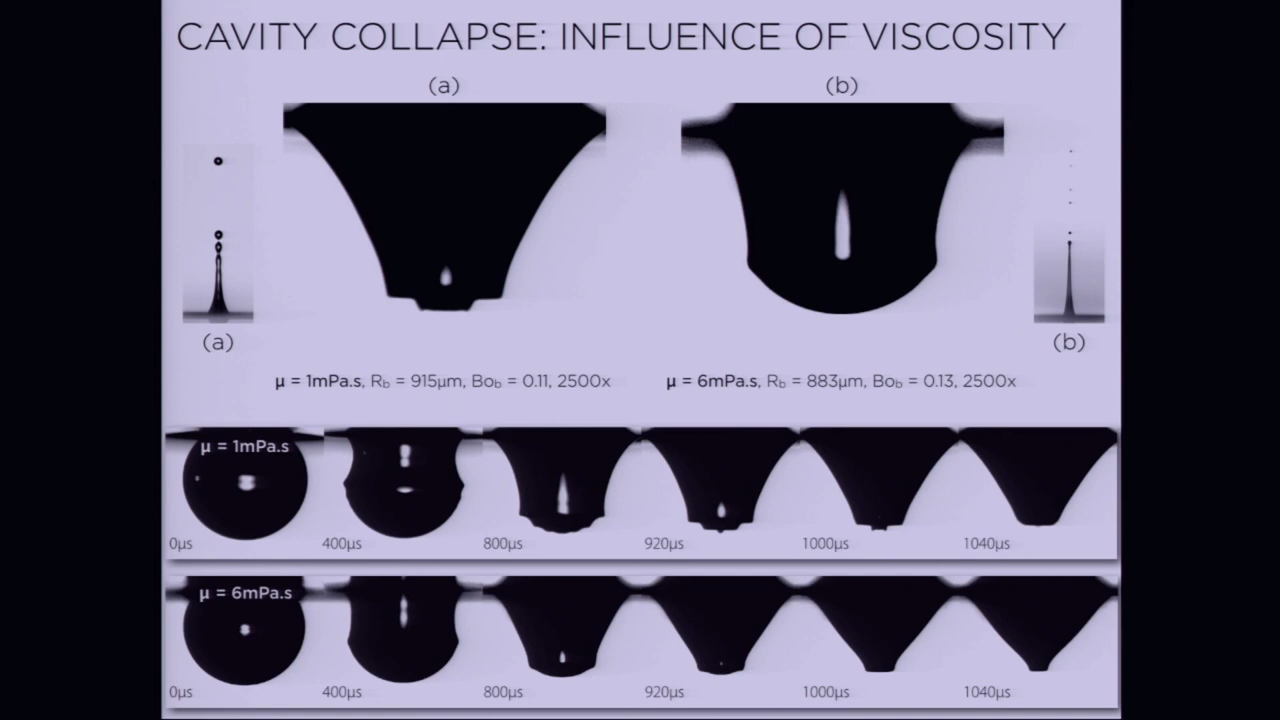 CAVITY COLLAPSE: INFLUENCE OF VISCOSITY
(a)
(b)
(a)
(b)
μ = 1mPa.s, Rb = 915μm, Bob = 0.11, 2500x
μ = 6mPa.s, Rb = 883μm, Bob = 0.13, 2500x
μ = 1mPa.s
0μs 400μs 800μs 920μs 1000μs 1040μs
μ = 6mPa.s
0μs 400μs 800μs 920μs 1000μs 1040μs